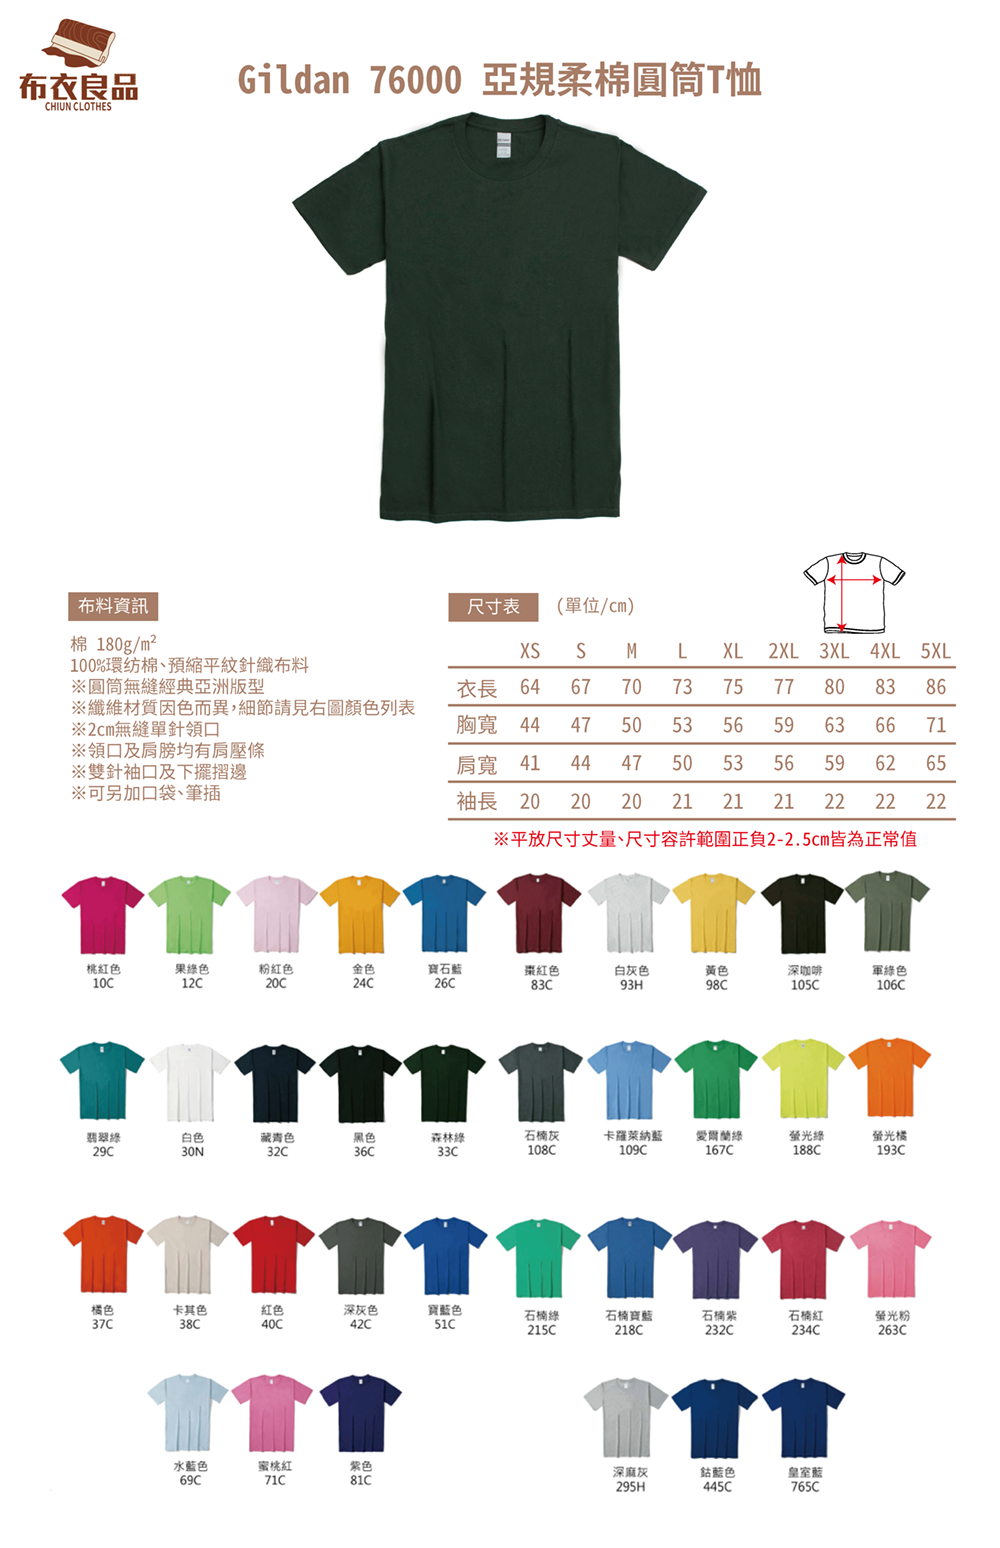 布衣良品
CHIUN CLOTHES
Gildan 76000 亞規柔棉圓筒T恤
布料資訊
棉 180g/m²
100%環紡棉、預縮平紋針織布料
※圓筒無縫經典亞洲版型
※纖維材質因色而異，細節請見右圖顏色列表
※2cm無縫單針領口
※領口及肩膀均有肩壓條
※雙針袖口及下擺摺邊
※可另加口袋、筆插
尺寸表 (單位/cm)
XS S M L XL 2XL 3XL 4XL 5XL
衣長 64 67 70 73 75 77 80 83 86
胸寬 44 47 50 53 56 59 63 66 71
肩寬 41 44 47 50 53 56 59 62 65
袖長 20 20 20 21 21 21 22 22 22
※平放尺寸丈量、尺寸容許範圍正負2-2.5cm皆為正常值
桃紅色 果綠色 粉紅色 金色 寶石藍 棗紅色 白灰色 黃色 深咖啡 軍綠色
10C 12C 20C 24C 26C 83C 93H 98C 105C 106C
翡翠綠 白色 藏青色 黑色 森林綠 石楠灰 卡羅萊納藍 愛爾蘭綠 螢光綠 螢光橘
29C 30N 32C 36C 33C 108C 109C 167C 188C 193C
橘色 卡其色 紅色 深灰色 寶藍色 石楠綠 石楠寶藍 石楠紫 石楠紅 螢光粉
37C 38C 40C 42C 51C 215C 218C 232C 234C 263C
水藍色 蜜桃紅 紫色 深麻灰 鈷藍色 皇室藍
69C 71C 81C 295H 445C 765C